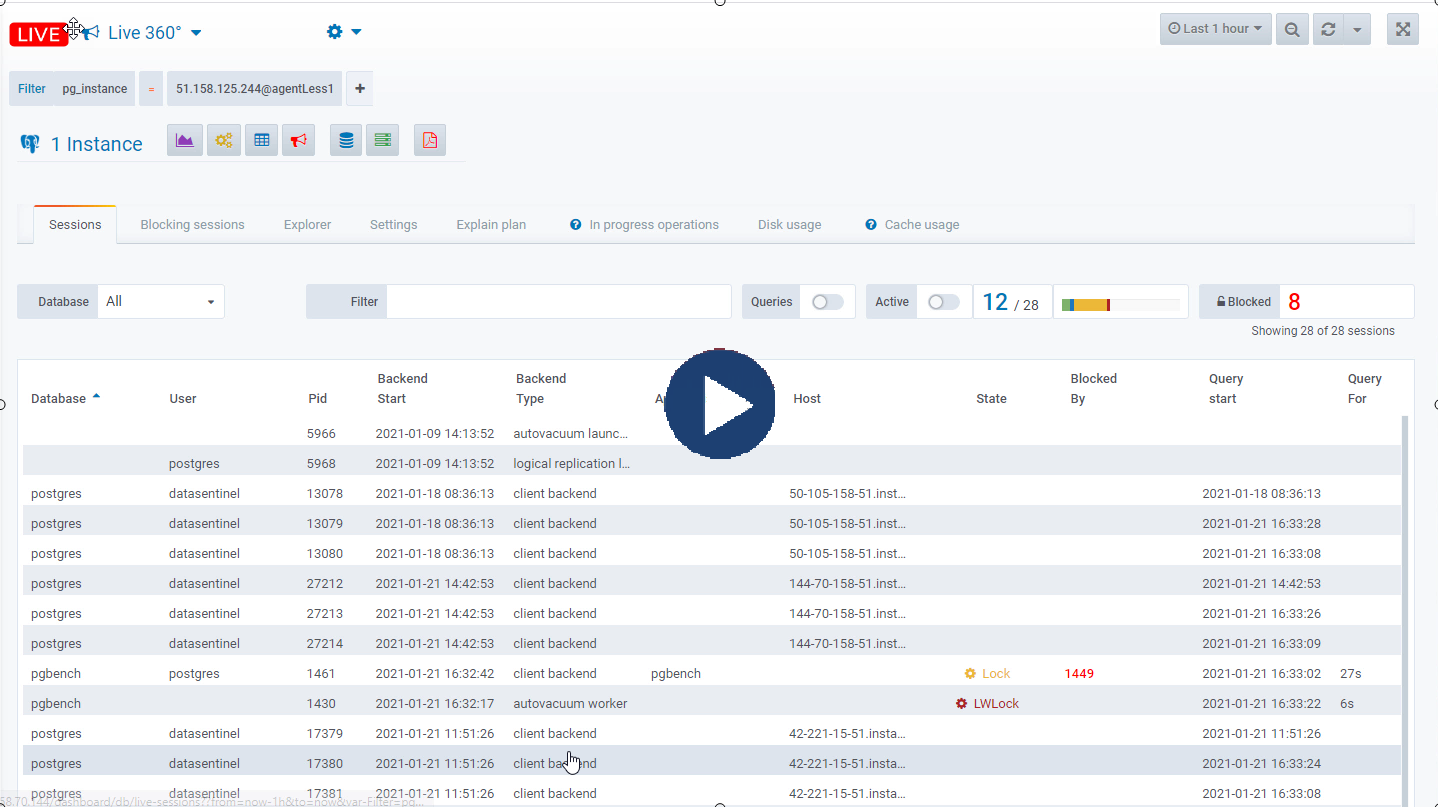 LIVE Live 360° Last 1 hour
Filter pg_instance = 51.158.125.244@agentLess1 +
1 Instance
Sessions Blocking sessions Explorer Settings Explain plan ? In progress operations Disk usage ? Cache usage
Database All Filter Queries Active 12 / 28 Blocked 8
Showing 28 of 28 sessions
Database User Pid Backend Start Backend Type Host State Blocked By Query start Query For
5966 2021-01-09 14:13:52 autovacuum launc...
postgres 5968 2021-01-09 14:13:52 logical replication l...
postgres datasentinel 13078 2021-01-18 08:36:13 client backend 50-105-158-51.inst... 2021-01-18 08:36:13
postgres datasentinel 13079 2021-01-18 08:36:13 client backend 50-105-158-51.inst... 2021-01-21 16:33:28
postgres datasentinel 13080 2021-01-18 08:36:13 client backend 50-105-158-51.inst... 2021-01-21 16:33:08
postgres datasentinel 27212 2021-01-21 14:42:53 client backend 144-70-158-51.inst... 2021-01-21 14:42:53
postgres datasentinel 27213 2021-01-21 14:42:53 client backend 144-70-158-51.inst... 2021-01-21 16:33:26
postgres datasentinel 27214 2021-01-21 14:42:53 client backend 144-70-158-51.inst... 2021-01-21 16:33:09
pgbench postgres 1461 2021-01-21 16:32:42 client backend pgbench Lock 1449 2021-01-21 16:33:02 27s
pgbench 1430 2021-01-21 16:32:17 autovacuum worker LWLock 2021-01-21 16:33:22 6s
postgres datasentinel 17379 2021-01-21 11:51:26 client backend 42-221-15-51.insta... 2021-01-21 11:51:26
postgres datasentinel 17380 2021-01-21 11:51:26 client backend 42-221-15-51.insta... 2021-01-21 16:33:24
postgres datasentinel 17381 2021-01-21 11:51:26 client backend 42-221-15-51.insta... 2021-01-21 16:33:08
58.70.144/dashboard/db/live-sessions?from=now-1h&to=now&var-Filter=pg...